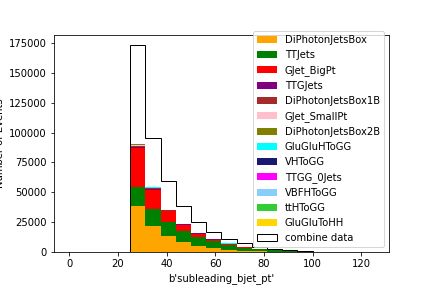 175000
150000
125000
100000
75000
50000
25000
0
Number of Events
0 20 40 60 80 100 120
b'subleading_bjet_pt'
DiPhotonJetsBox
TTJets
GJet_BigPt
TTGJets
DiPhotonJetsBox1B
GJet_SmallPt
DiPhotonJetsBox2B
GluGluHToGG
VHToGG
TTGG_0Jets
VBFHToGG
ttHToGG
GluGluToHH
combine data